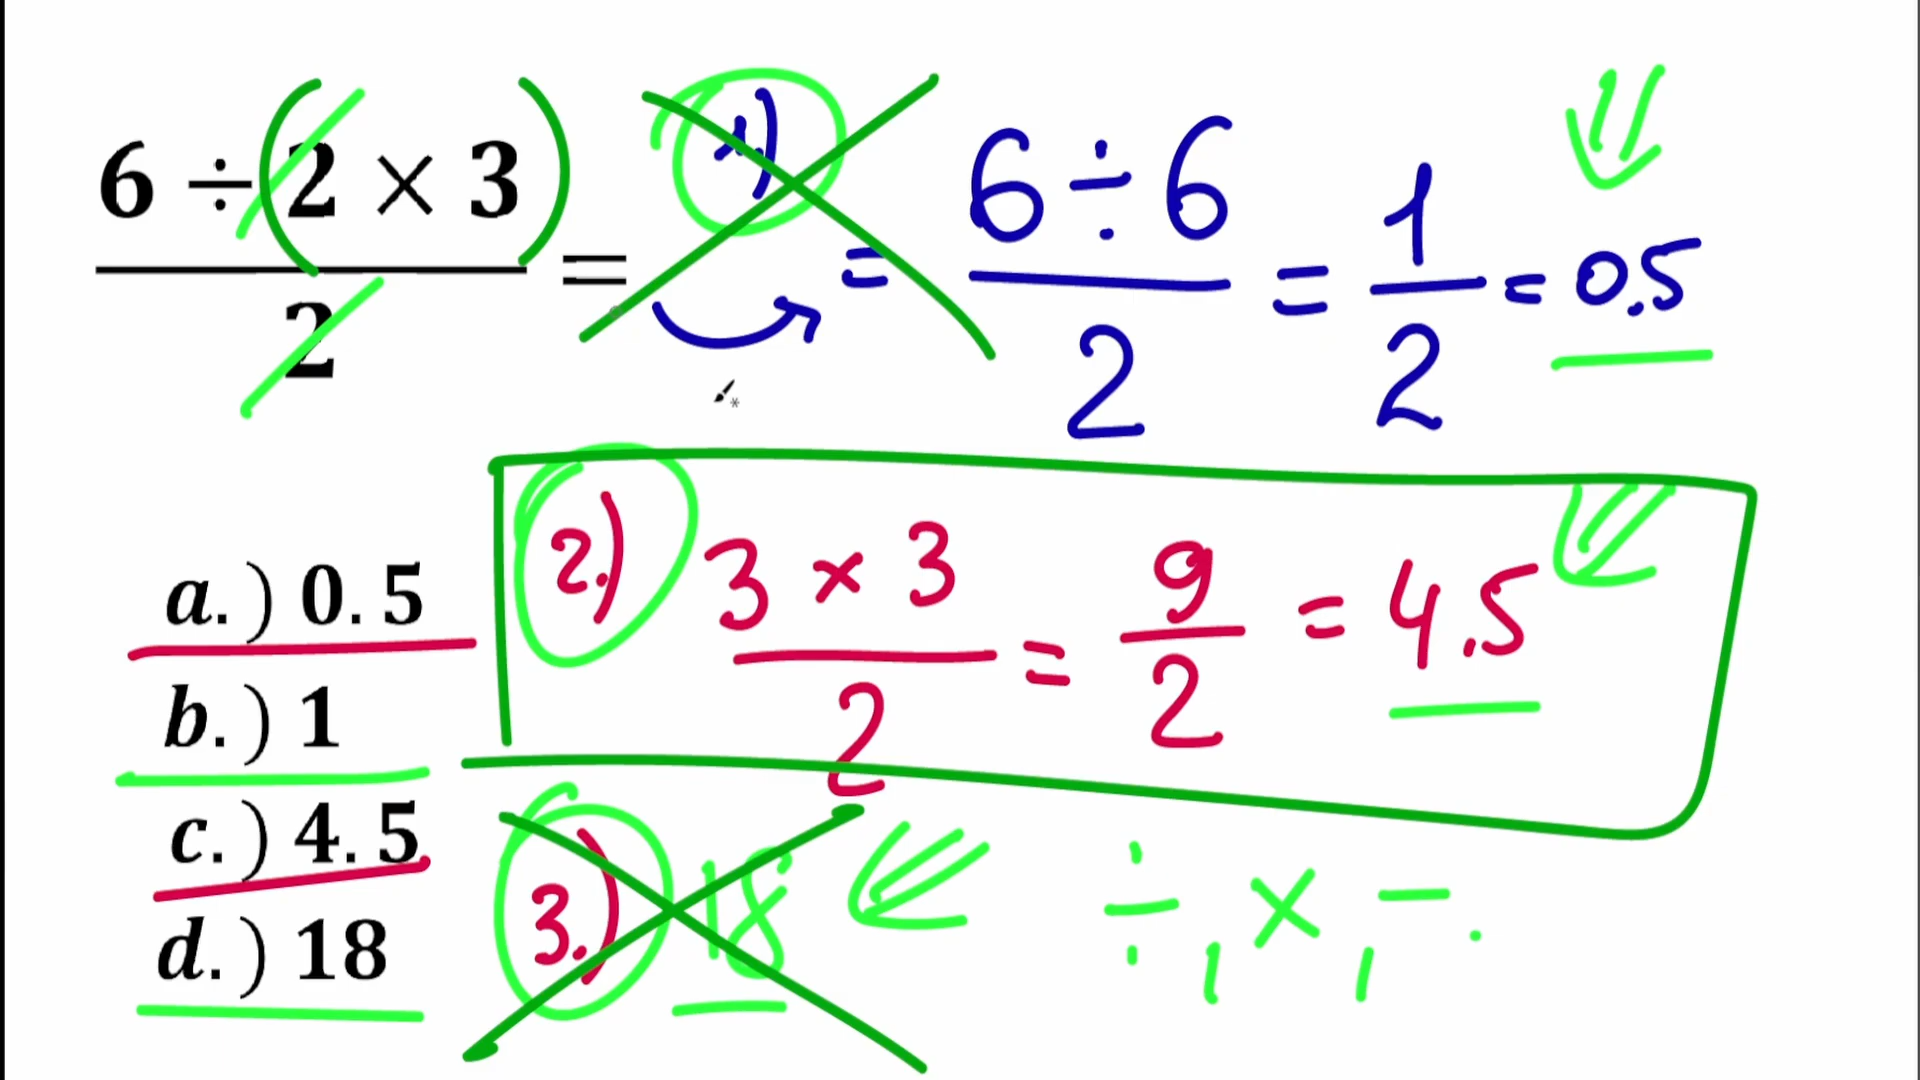 6 ÷ (2 × 3)
2
=
1)
=
6 ÷ 6
2
=
1
2
= 0.5
a.) 0.5
b.) 1
c.) 4.5
d.) 18
2.)
3 × 3
2
=
9
2
= 4.5
3.) 18
÷, ×, −.